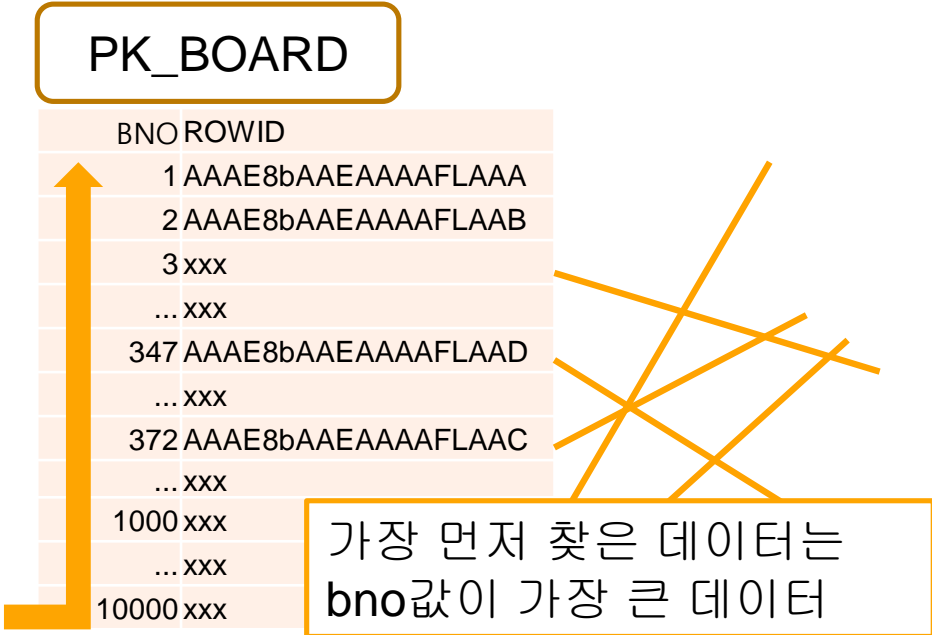 PK_BOARD
BNO ROWID
1 AAAE8bAAEAAAAFLAAA
2 AAAE8bAAEAAAAFLAAB
3 xxx
... xxx
347 AAAE8bAAEAAAAFLAAD
... xxx
372 AAAE8bAAEAAAAFLAAC
... xxx
1000 xxx
... xxx
10000 xxx
가장 먼저 찾은 데이터는
bno값이 가장 큰 데이터